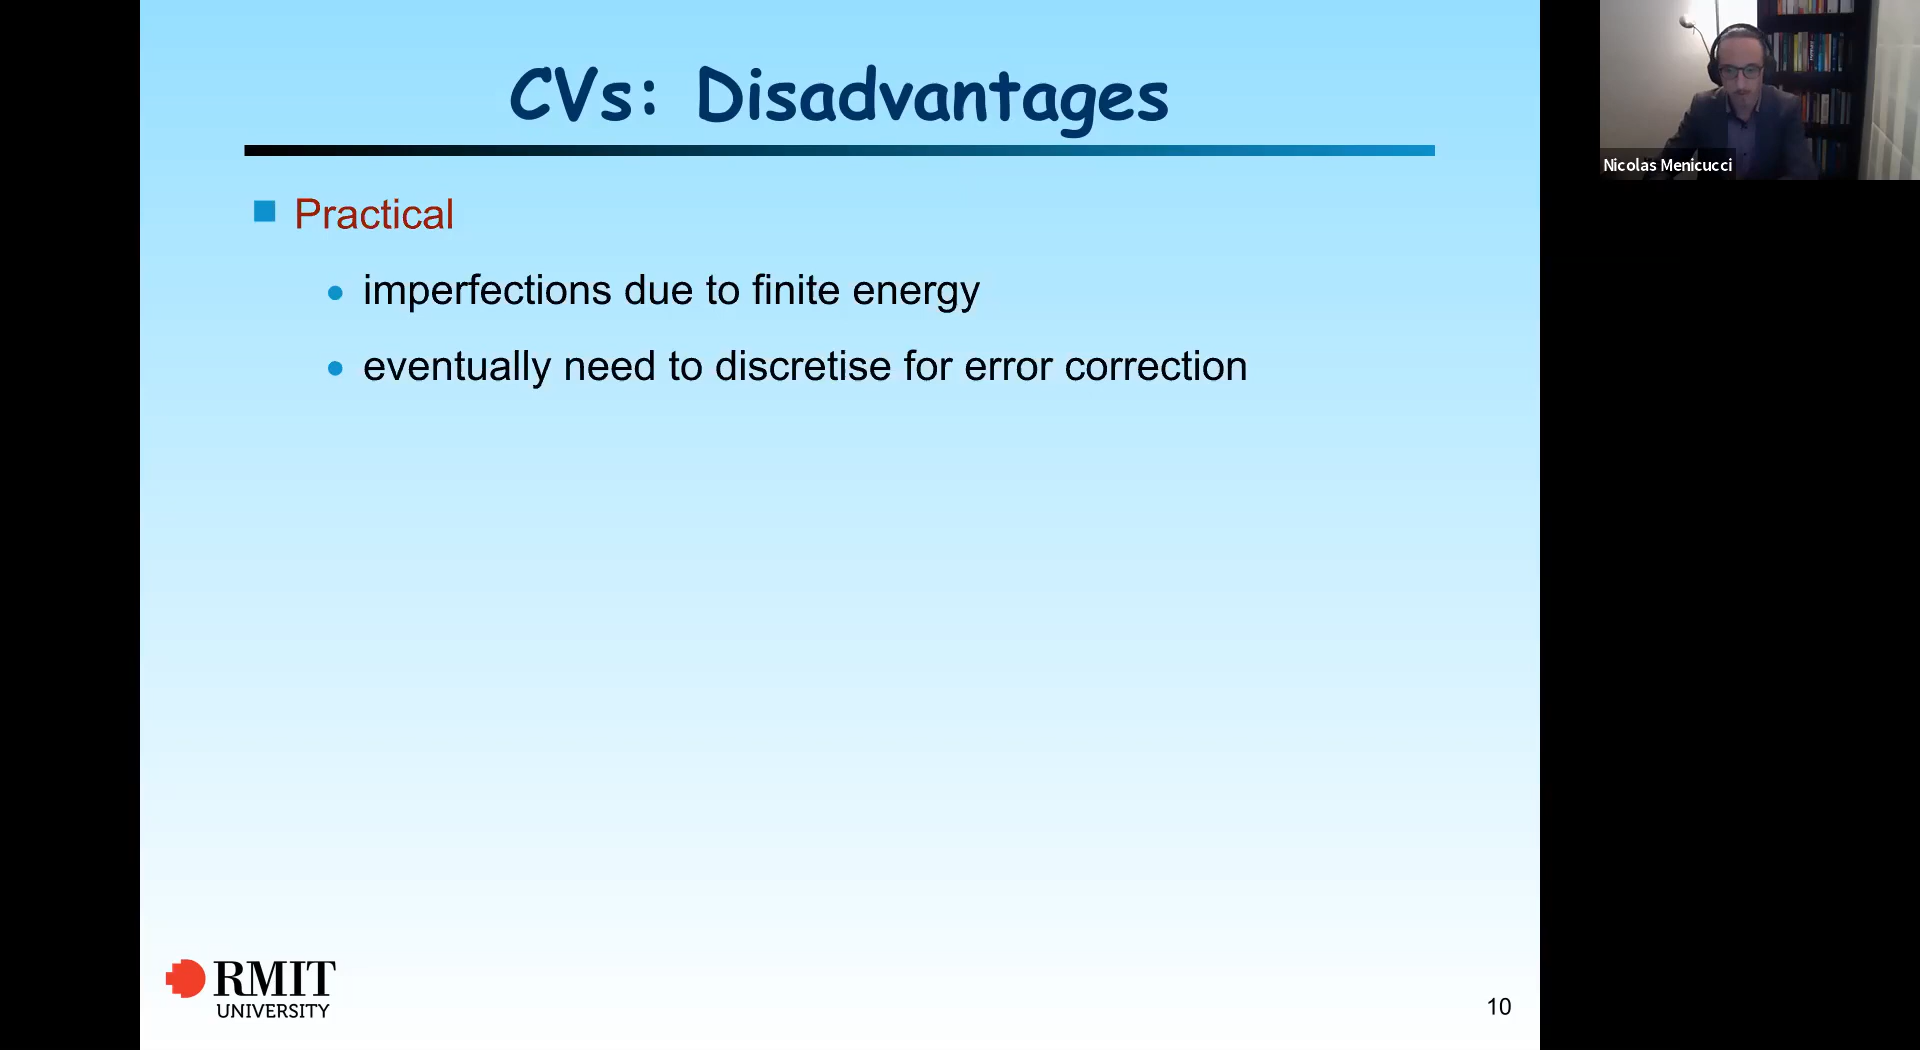 CVs: Disadvantages
Practical
imperfections due to finite energy
eventually need to discretise for error correction
RMIT
UNIVERSITY
10
Nicolas Menicucci